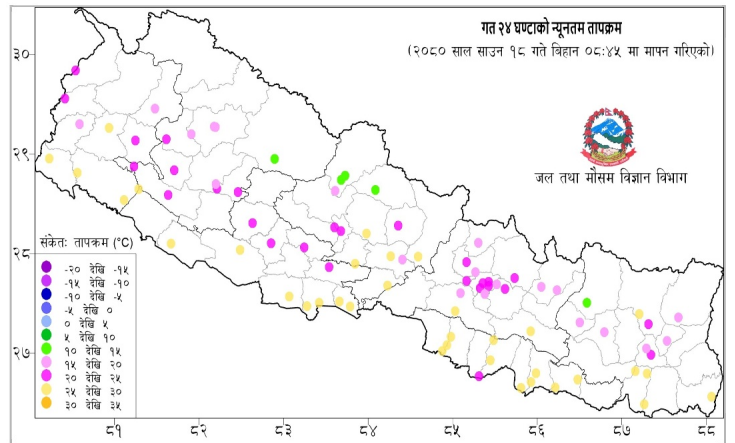 गत २४ घण्टाको न्यूनतम तापक्रम
(२०८० साल साउन १८ गते बिहान ०८:४५ मा मापन गरिएको)
३०
२९
जल तथा मौसम विज्ञान विभाग
२८
संकेत: तापक्रम (°C)
-२० देखि -१५
-१५ देखि -१०
-१० देखि -५
-५ देखि ०
० देखि ५
५ देखि १०
१० देखि १५
१५ देखि २०
२० देखि २५
२५ देखि ३०
३० देखि ३५
२७
८१ ८२ ८३ ८४ ८५ ८६ ८७ ८८